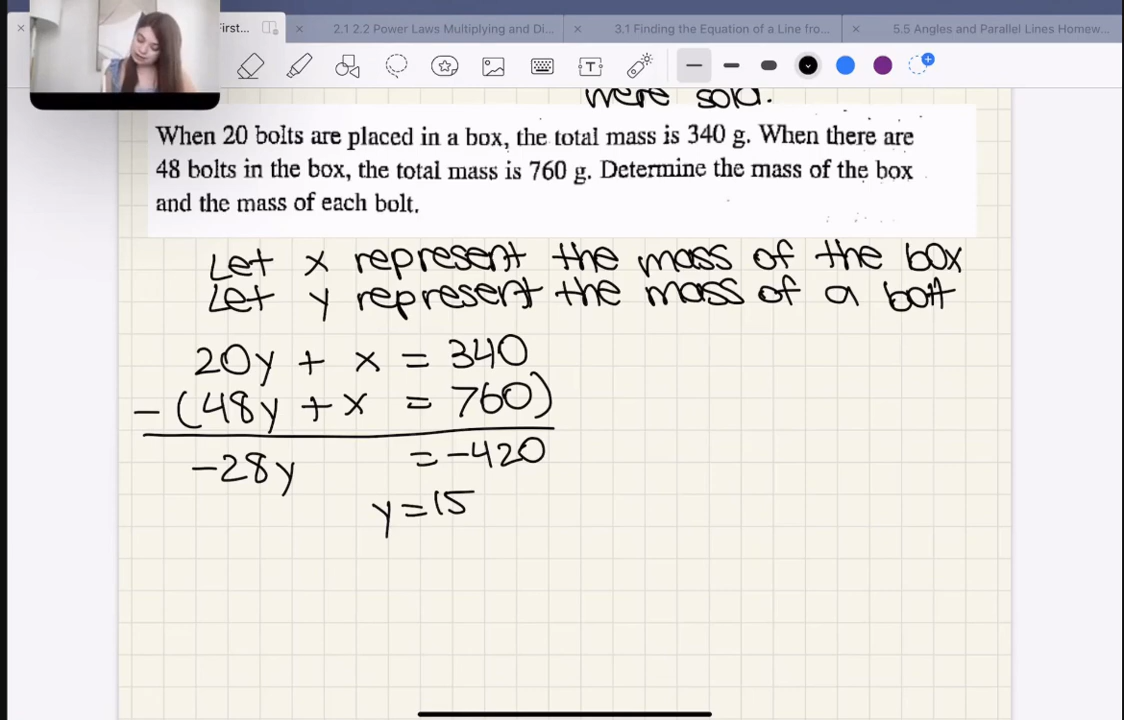 × First... × 2.1 2.2 Power Laws Multiplying and Di... × 3.1 Finding the Equation of a Line fro... × 5.5 Angles and Parallel Lines Homew...
T
were sold.
When 20 bolts are placed in a box, the total mass is 340 g. When there are
48 bolts in the box, the total mass is 760 g. Determine the mass of the box
and the mass of each bolt.
Let x represent the mass of the box
Let y represent the mass of a bolt
20y + x = 340
- (48y + x = 760)
-28y = -420
y = 15